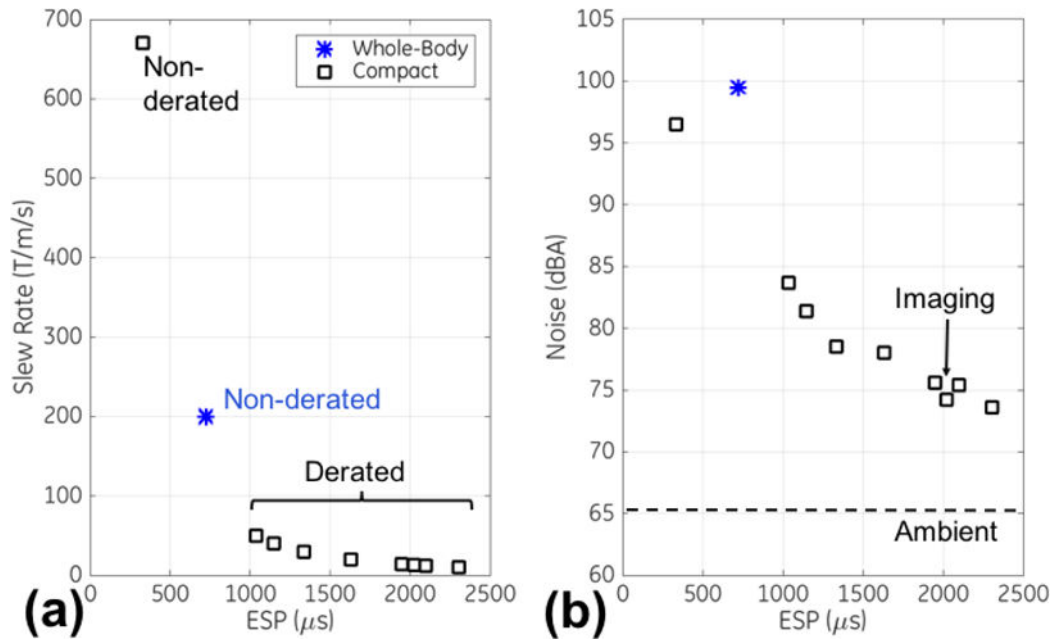 700
600
500
400
300
200
100
0
Slew Rate (T/m/s)
Whole-Body
Compact
Non-
derated
Non-derated
Derated
0 500 1000 1500 2000 2500
ESP (μs)
(a)
105
100
95
90
85
80
75
70
65
60
Noise (dBA)
Imaging
Ambient
0 500 1000 1500 2000 2500
ESP (μs)
(b)